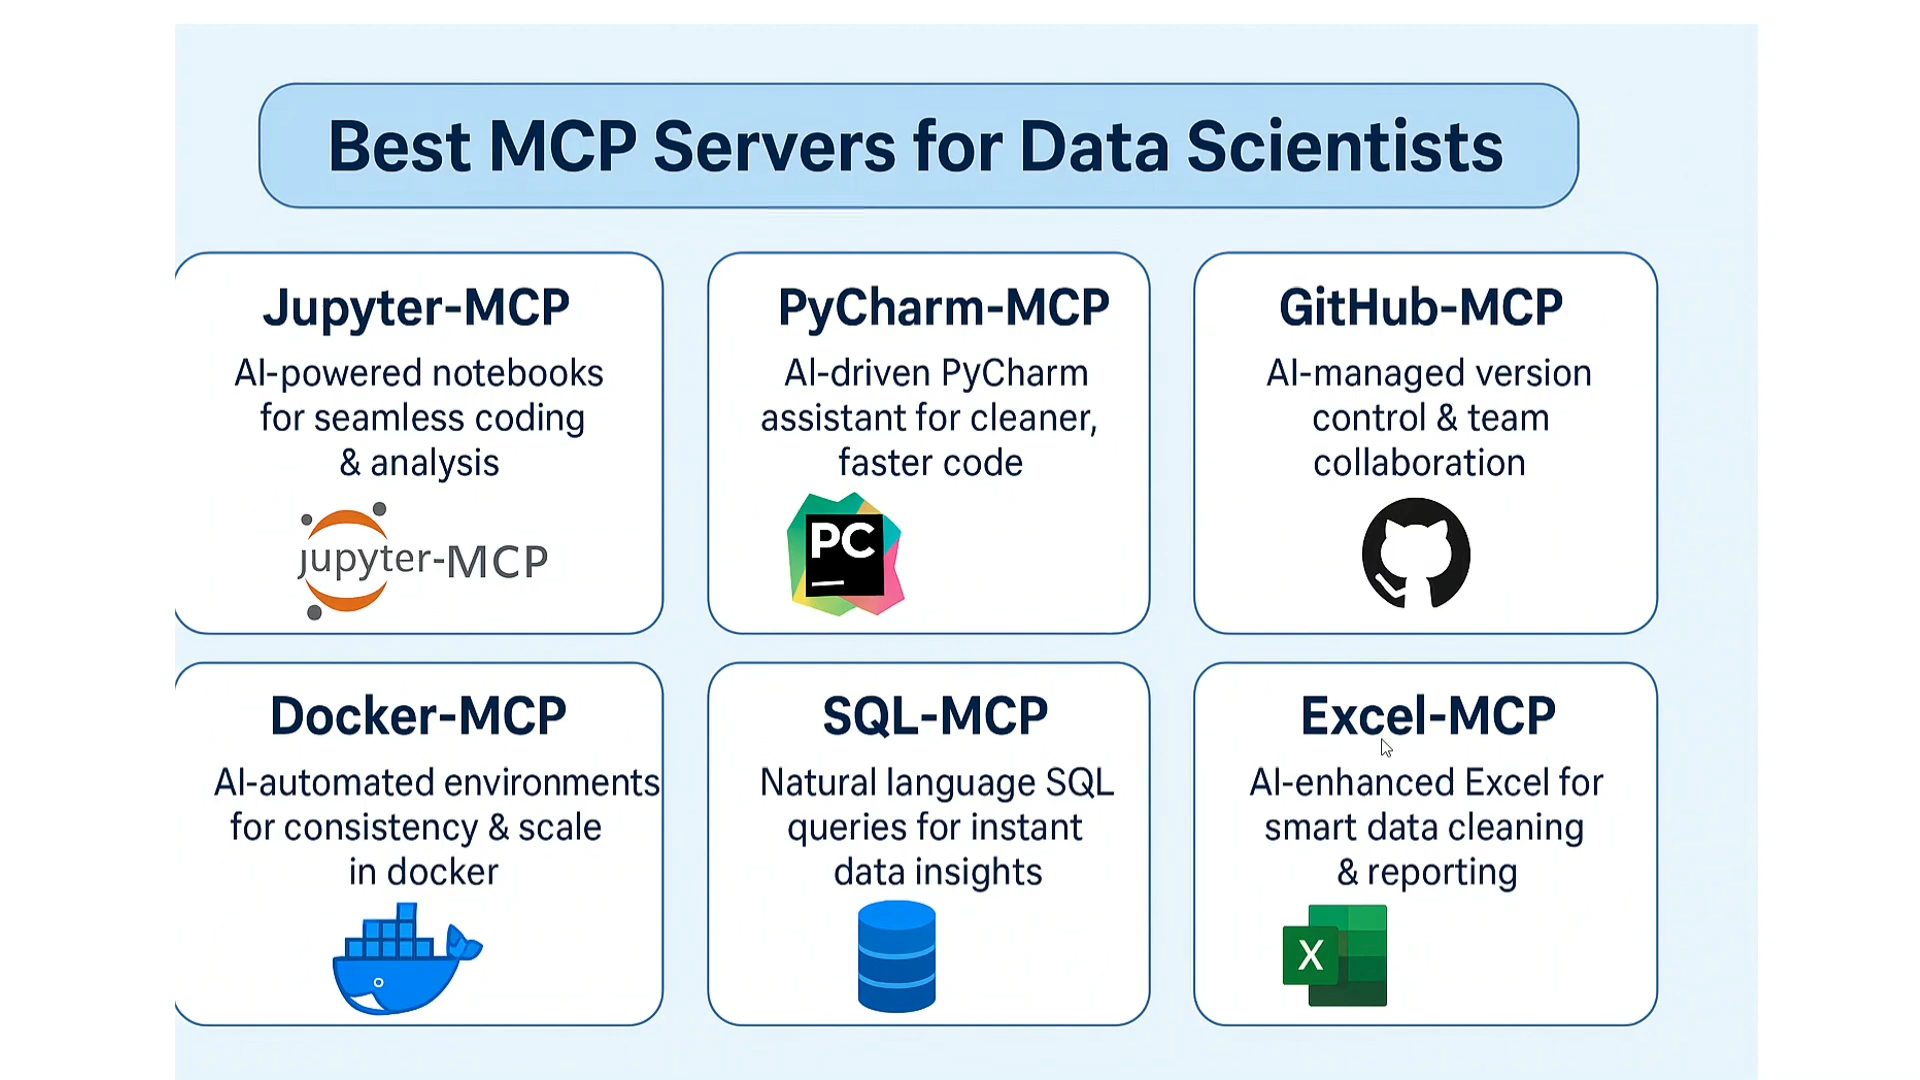 Best MCP Servers for Data Scientists
Jupyter-MCP
AI-powered notebooks
for seamless coding
& analysis
jupyter-MCP
PyCharm-MCP
AI-driven PyCharm
assistant for cleaner,
faster code
PC
GitHub-MCP
AI-managed version
control & team
collaboration
Docker-MCP
AI-automated environments
for consistency & scale
in docker
SQL-MCP
Natural language SQL
queries for instant
data insights
Excel-MCP
AI-enhanced Excel for
smart data cleaning
& reporting
X